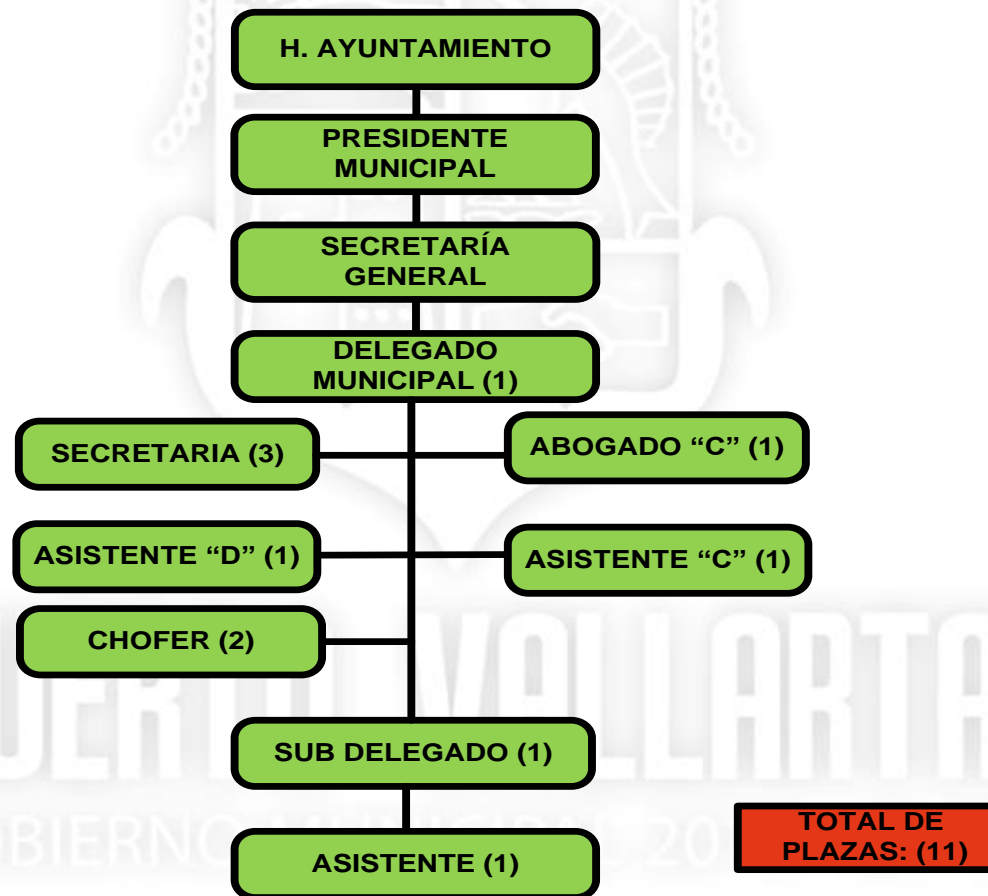 H. AYUNTAMIENTO
PRESIDENTE
MUNICIPAL
SECRETARÍA
GENERAL
DELEGADO
MUNICIPAL (1)
SECRETARIA (3)
ABOGADO “C” (1)
ASISTENTE “D” (1)
ASISTENTE “C” (1)
CHOFER (2)
VALLARTA
SUB DELEGADO (1)
ASISTENTE (1)
TOTAL DE
PLAZAS: (11)